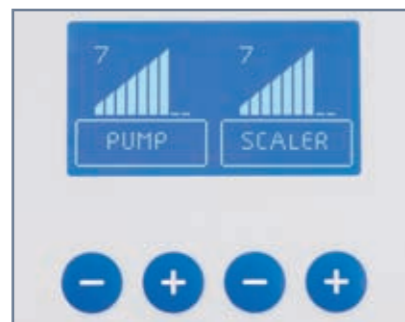 7 7
PUMP SCALER
− + − +